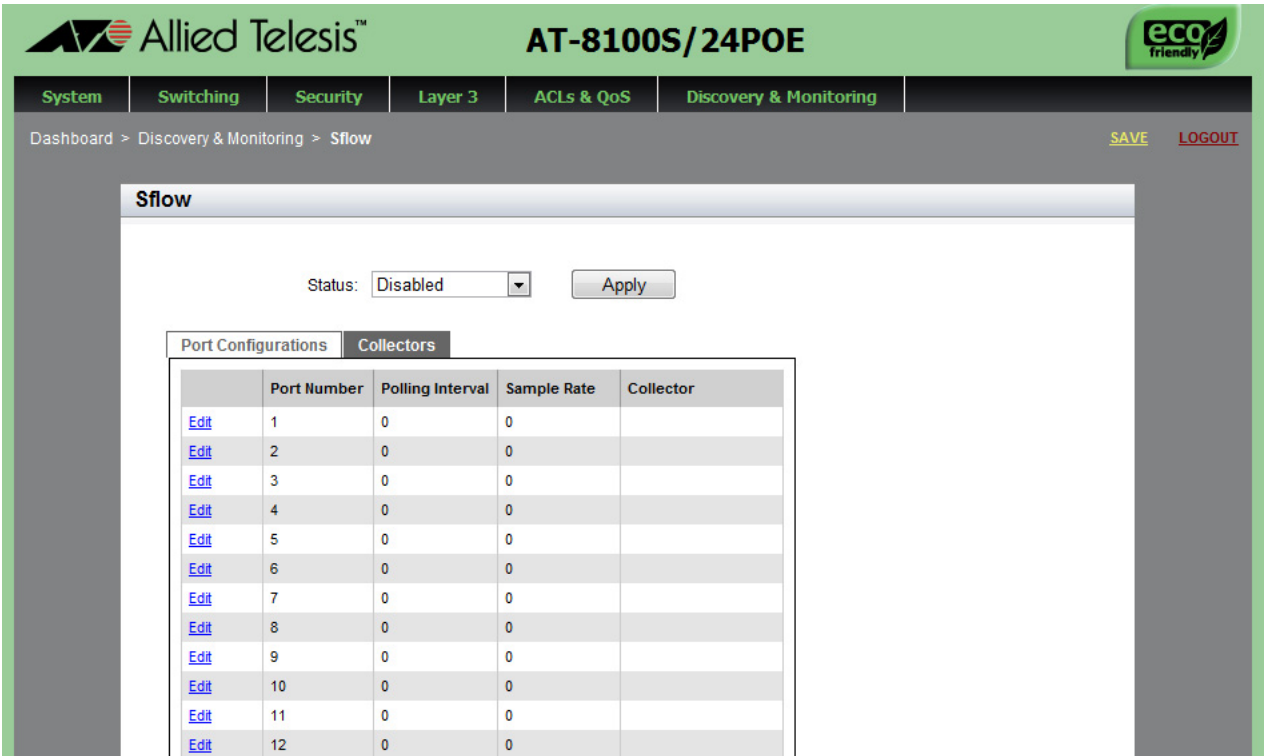 Allied Telesis™
AT-8100S/24POE
eco
friendly
System Switching Security Layer 3 ACLs & QoS Discovery & Monitoring
Dashboard > Discovery & Monitoring > Sflow
SAVE LOGOUT
Sflow
Status: Disabled Apply
Port Configurations Collectors
Port Number Polling Interval Sample Rate Collector
Edit 1 0 0
Edit 2 0 0
Edit 3 0 0
Edit 4 0 0
Edit 5 0 0
Edit 6 0 0
Edit 7 0 0
Edit 8 0 0
Edit 9 0 0
Edit 10 0 0
Edit 11 0 0
Edit 12 0 0